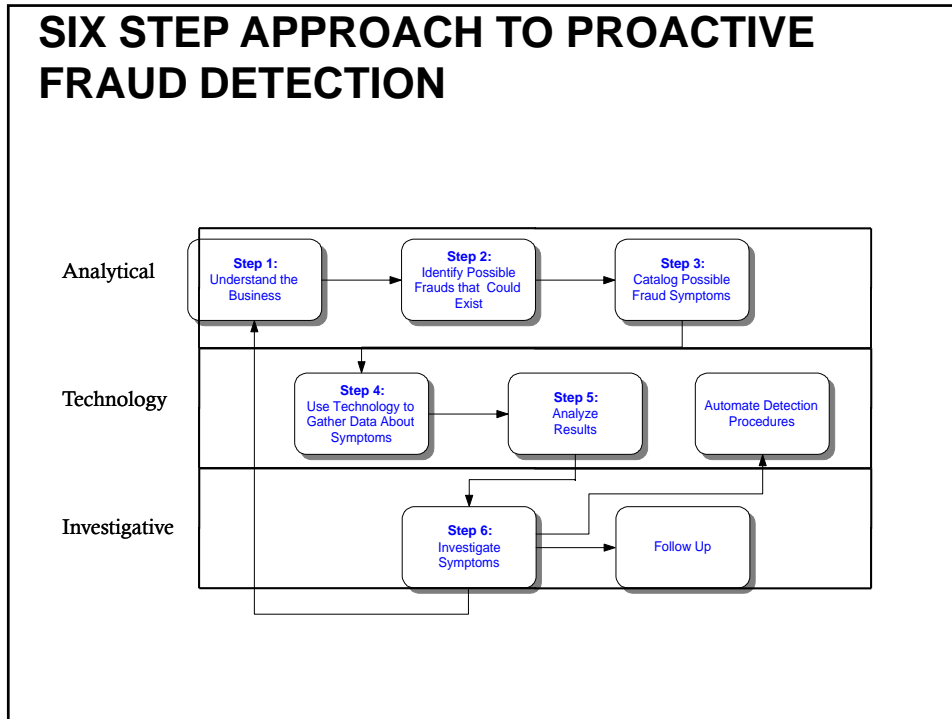 SIX STEP APPROACH TO PROACTIVE
FRAUD DETECTION
Analytical
Step 1:
Understand the
Business
Step 2:
Identify Possible
Frauds that Could
Exist
Step 3:
Catalog Possible
Fraud Symptoms
Technology
Step 4:
Use Technology to
Gather Data About
Symptoms
Step 5:
Analyze
Results
Automate Detection
Procedures
Investigative
Step 6:
Investigate
Symptoms
Follow Up